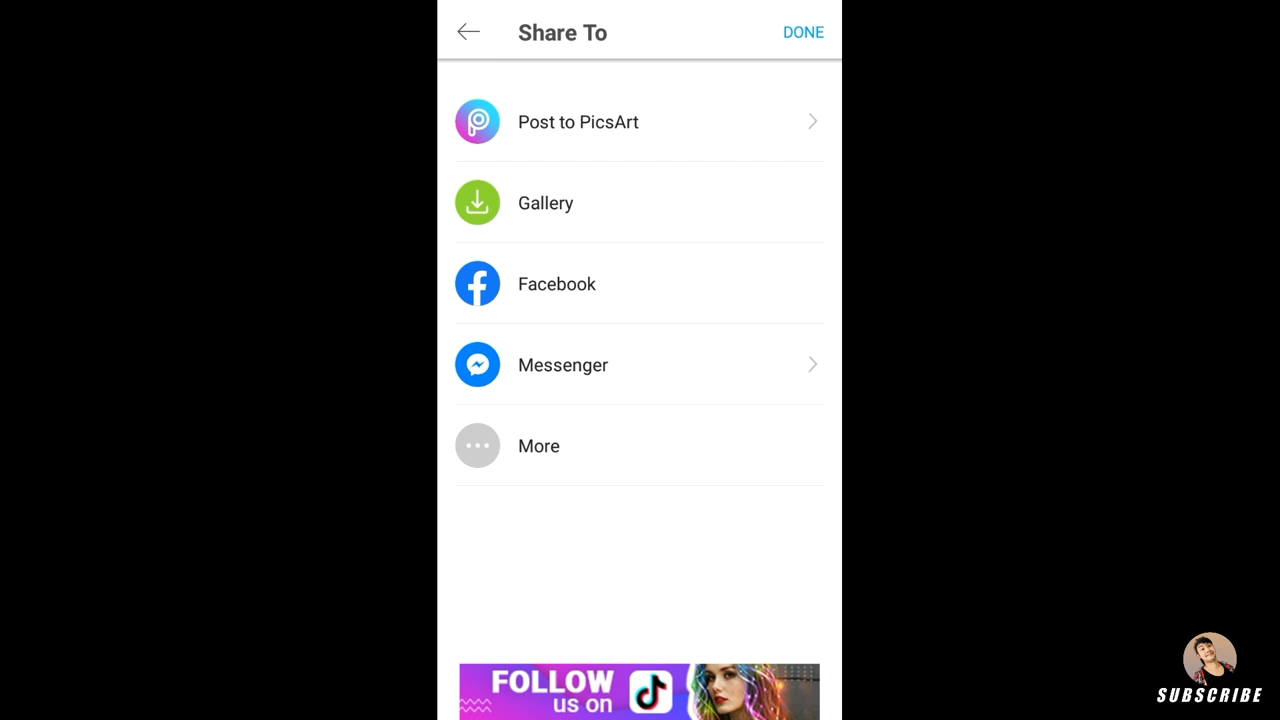 Share To
DONE
Post to PicsArt
Gallery
Facebook
Messenger
More
FOLLOW
us on
SUBSCRIBE